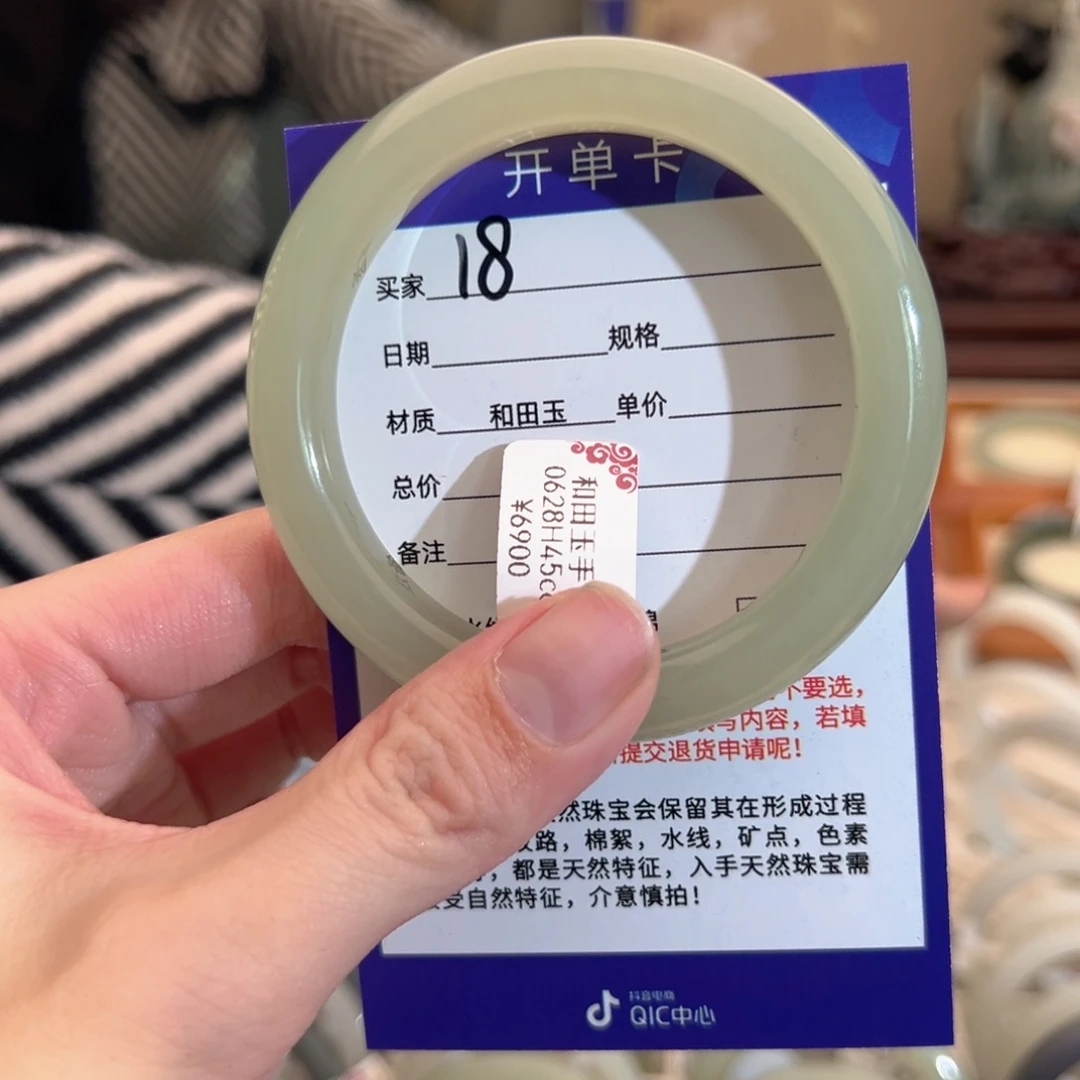 开单卡
买家 18
日期 规格
材质 和田玉 单价
总价
备注
和田玉手
0628H45c
¥6900
不要选，
内容，若填
提交退货申请呢！
然珠宝会保留其在形成过程
路，棉絮，水线，矿点，色素
，都是天然特征，入手天然珠宝需
受自然特征，介意慎拍！
抖音电商
QIC中心